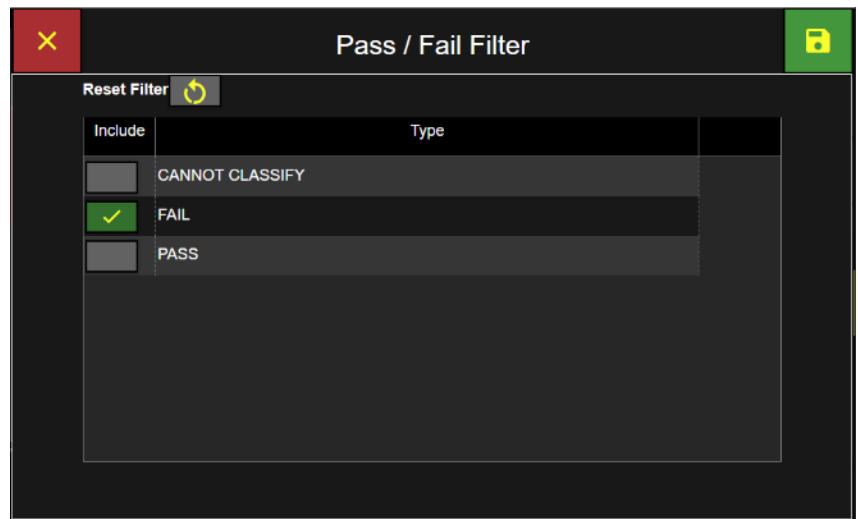 Pass / Fail Filter
Reset Filter
Include Type
CANNOT CLASSIFY
FAIL
PASS